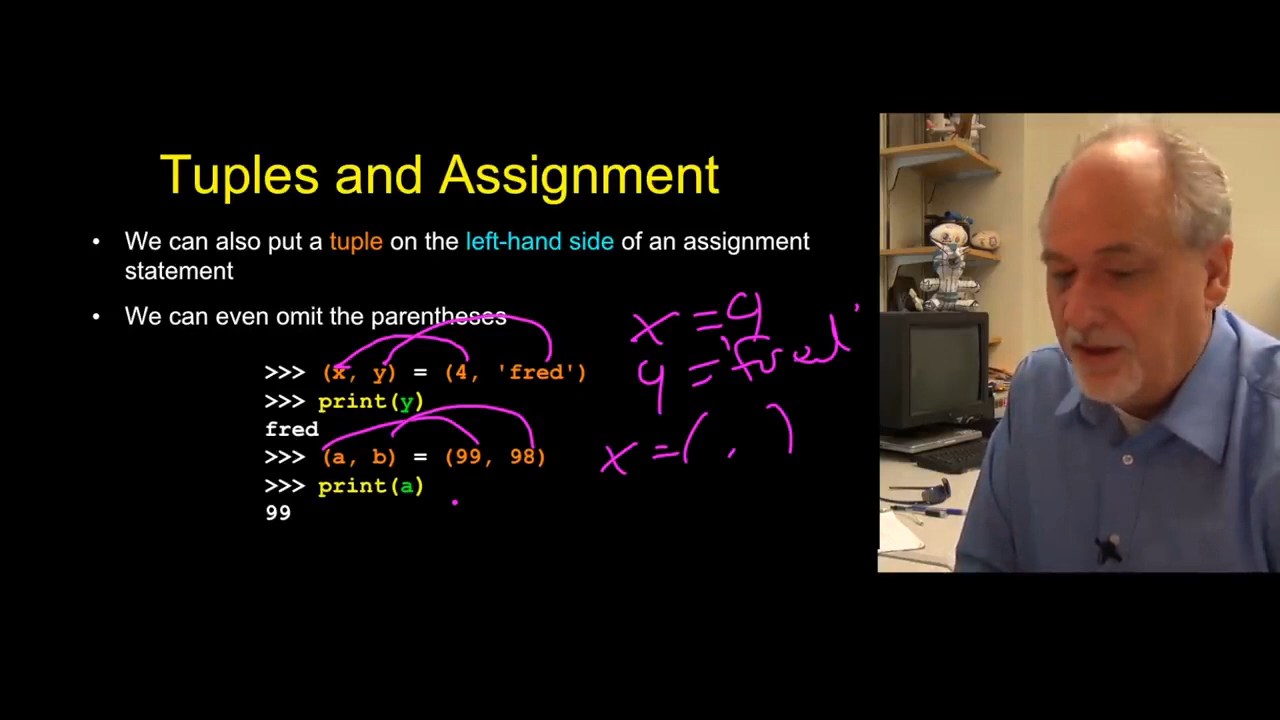 Tuples and Assignment
• We can also put a tuple on the left-hand side of an assignment
statement
• We can even omit the parentheses
>>> (x, y) = (4, 'fred')
>>> print(y)
fred
>>> (a, b) = (99, 98)
>>> print(a)
99
x = 4
y = 'fred'
x = ( , )